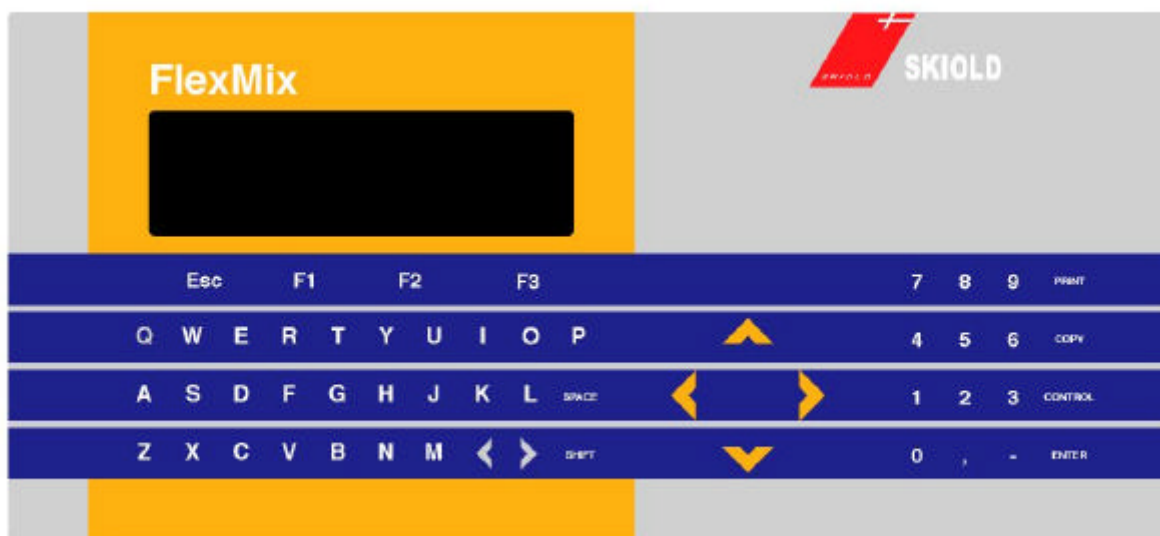 FlexMix
SKIOLD
SKIOLD
Esc F1 F2 F3 7 8 9 PRINT
Q W E R T Y U I O P 4 5 6 COPY
A S D F G H J K L SPACE 1 2 3 CONTROL
Z X C V B N M < > SHIFT 0 , - ENTER